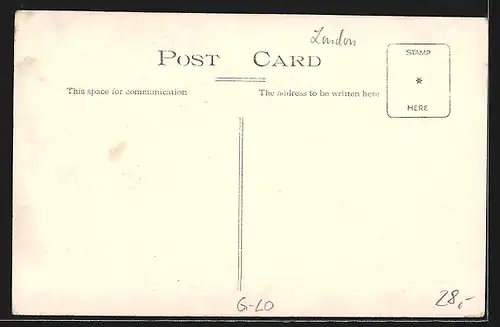 London
POST CARD
STAMP
*
HERE
This space for communication
The address to be written here
G-LO
28,-